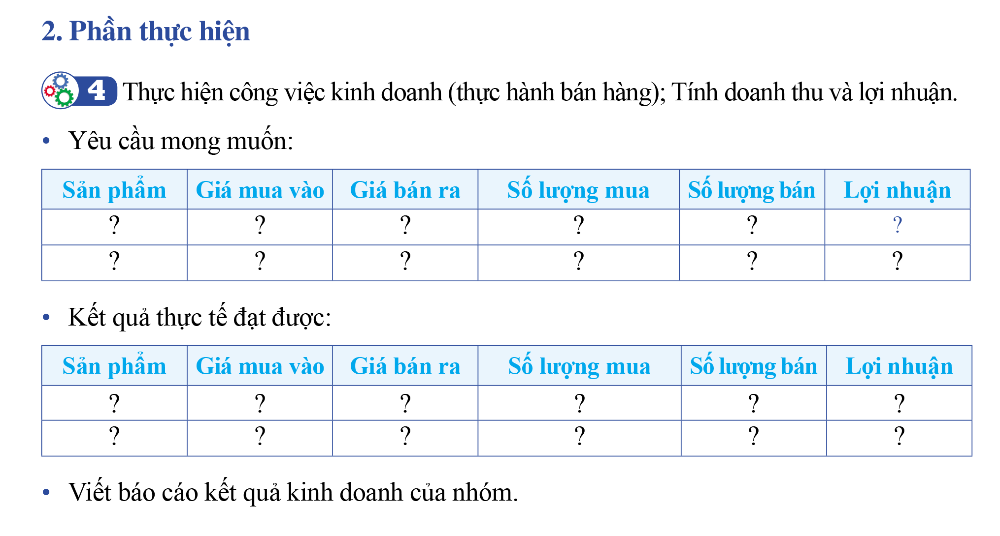 2. Phần thực hiện
4 Thực hiện công việc kinh doanh (thực hành bán hàng); Tính doanh thu và lợi nhuận.
• Yêu cầu mong muốn:
Sản phẩm Giá mua vào Giá bán ra Số lượng mua Số lượng bán Lợi nhuận
? ? ? ? ? ?
? ? ? ? ? ?
• Kết quả thực tế đạt được:
Sản phẩm Giá mua vào Giá bán ra Số lượng mua Số lượng bán Lợi nhuận
? ? ? ? ? ?
? ? ? ? ? ?
• Viết báo cáo kết quả kinh doanh của nhóm.